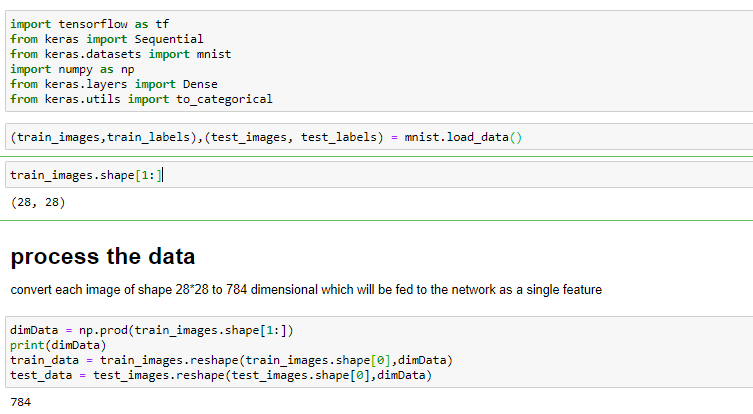 import tensorflow as tf
from keras import Sequential
from keras.datasets import mnist
import numpy as np
from keras.layers import Dense
from keras.utils import to_categorical
(train_images,train_labels),(test_images, test_labels) = mnist.load_data()
train_images.shape[1:]
(28, 28)
process the data
convert each image of shape 28*28 to 784 dimensional which will be fed to the network as a single feature
dimData = np.prod(train_images.shape[1:])
print(dimData)
train_data = train_images.reshape(train_images.shape[0],dimData)
test_data = test_images.reshape(test_images.shape[0],dimData)
784